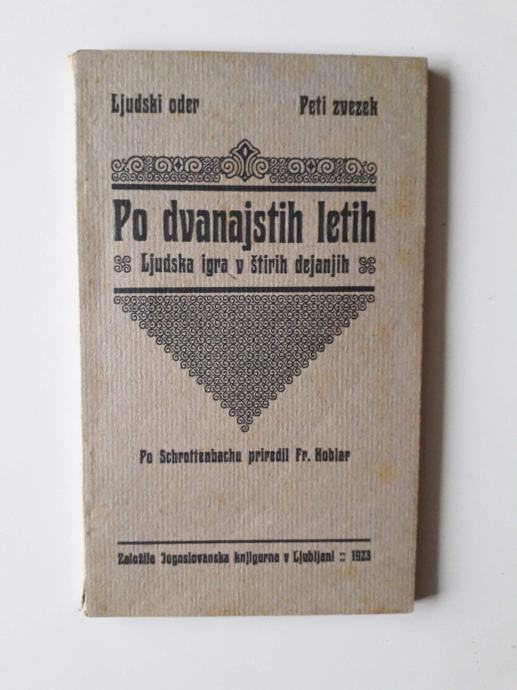 Ljudski oder Peti zvezek
Po dvanajstih letih
Ljudska igra v štirih dejanjih
Po Schrottenbachu priredil Fr. Koblar
Založila Jugoslovanska knjigarna v Ljubljani :: 1923